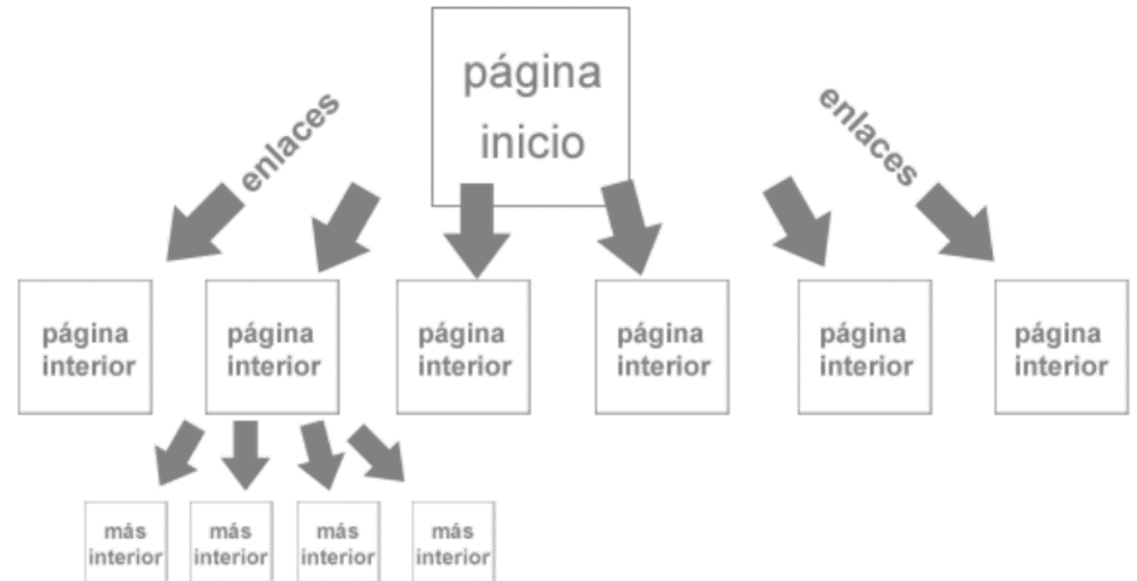 página
inicio
enlaces
enlaces
página
interior
página
interior
página
interior
página
interior
página
interior
página
interior
más
interior
más
interior
más
interior
más
interior